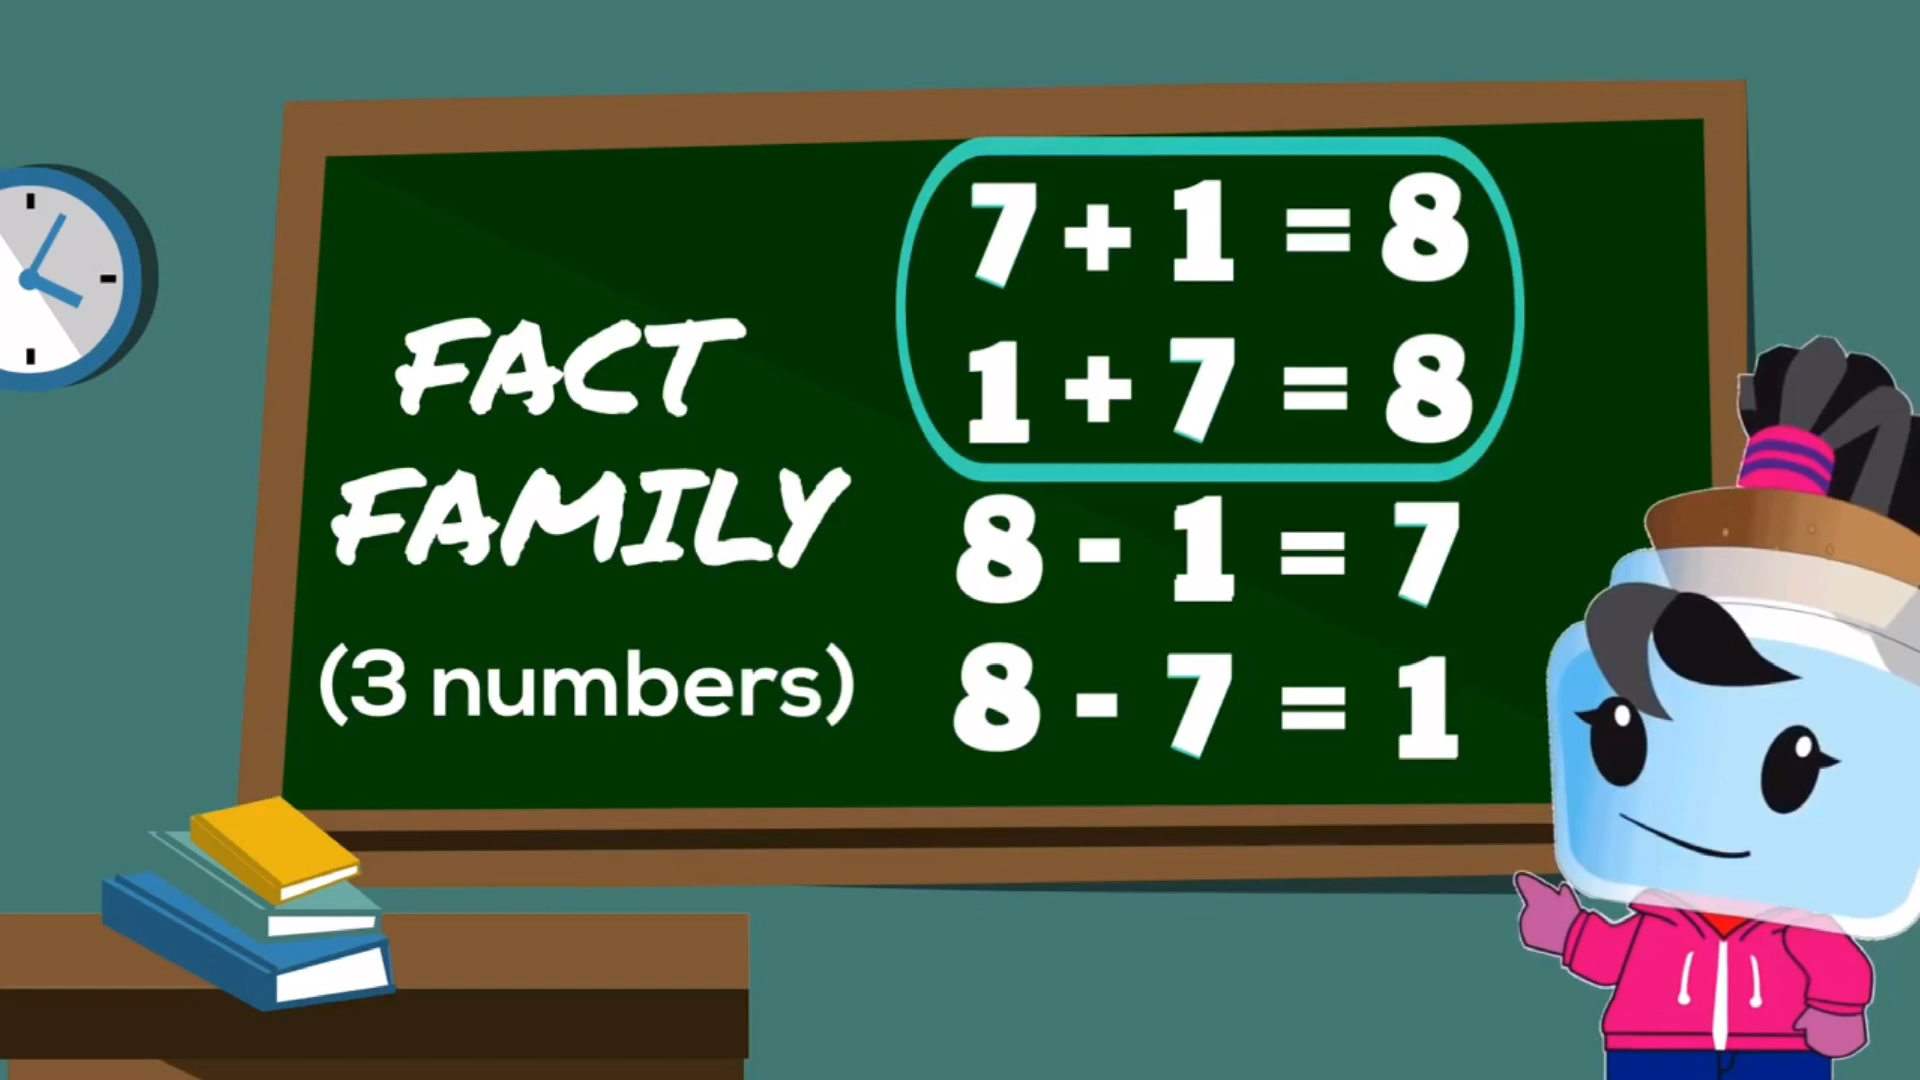 FACT
FAMILY
(3 numbers)
7 + 1 = 8
1 + 7 = 8
8 - 1 = 7
8 - 7 = 1